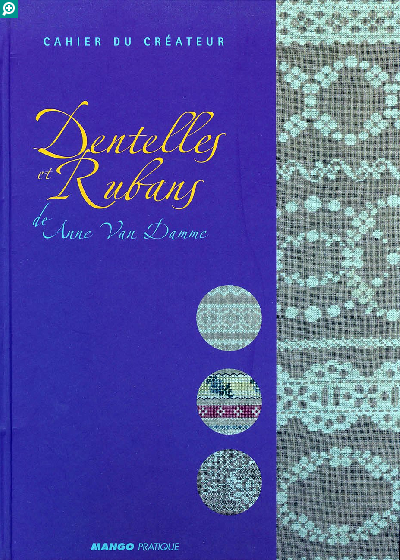 CAHIER DU CRÉATEUR
Dentelles
et Rubans
de Anne Van Damme
MANGO PRATIQUE